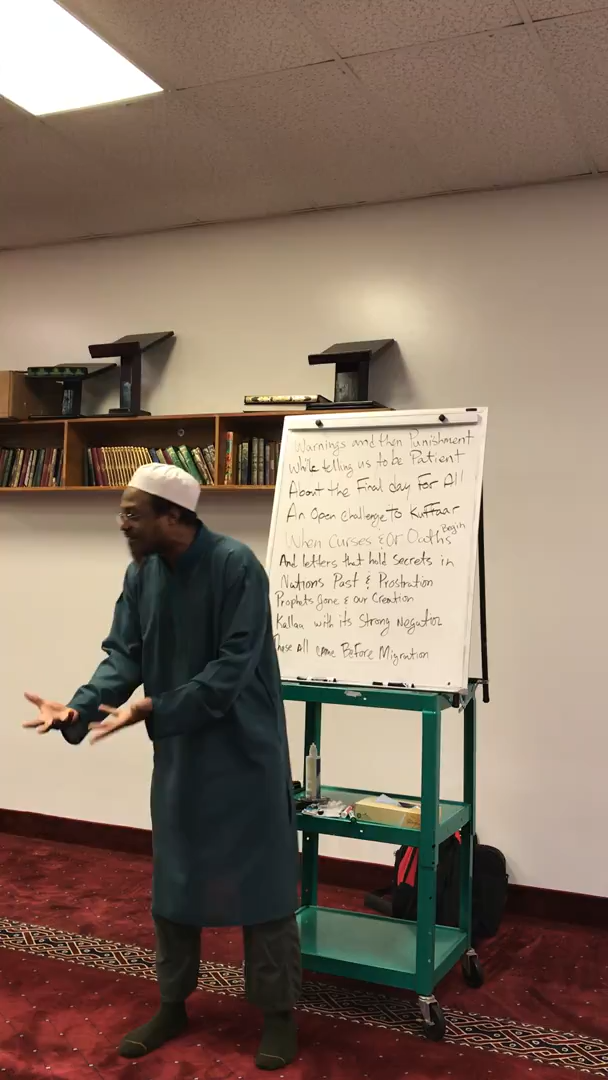 Warnings and then Punishment
While telling us to be Patient
About the Final day For All
An Open Challenge To Kuffaar
When Curses &or Oaths Begin
And letters that hold secrets in
Nations Past & Prostration
Prophets gone & our Creation
Kallaa with its Strong Negation
These All came Before Migration